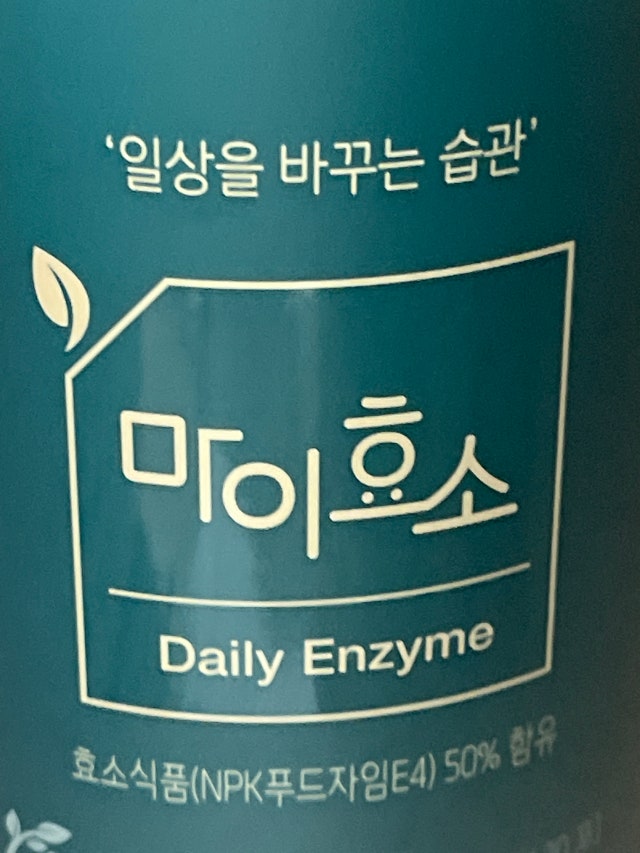 ‘일상을 바꾸는 습관’
마이효소
Daily Enzyme
효소식품(NPK푸드자임E4) 50% 함유